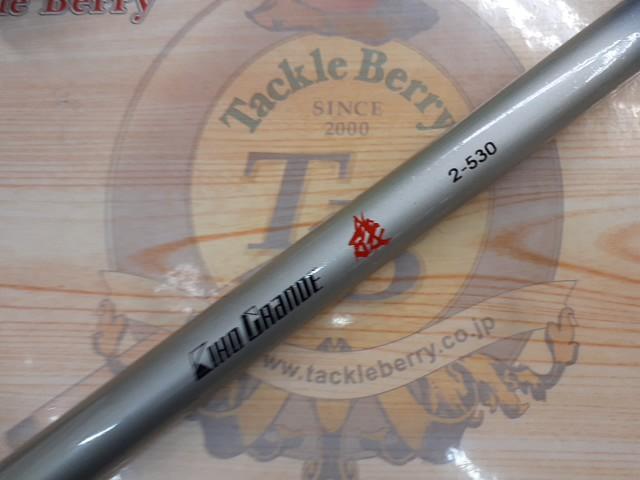 le Berry
Tackle Berry
SINCE
2000
TB
2-530
KIHO GRANDE
www.tackleberry.co.jp